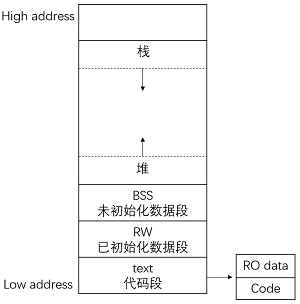 High address
栈
堆
BSS
未初始化数据段
RW
已初始化数据段
text
代码段
Low address
RO data
Code